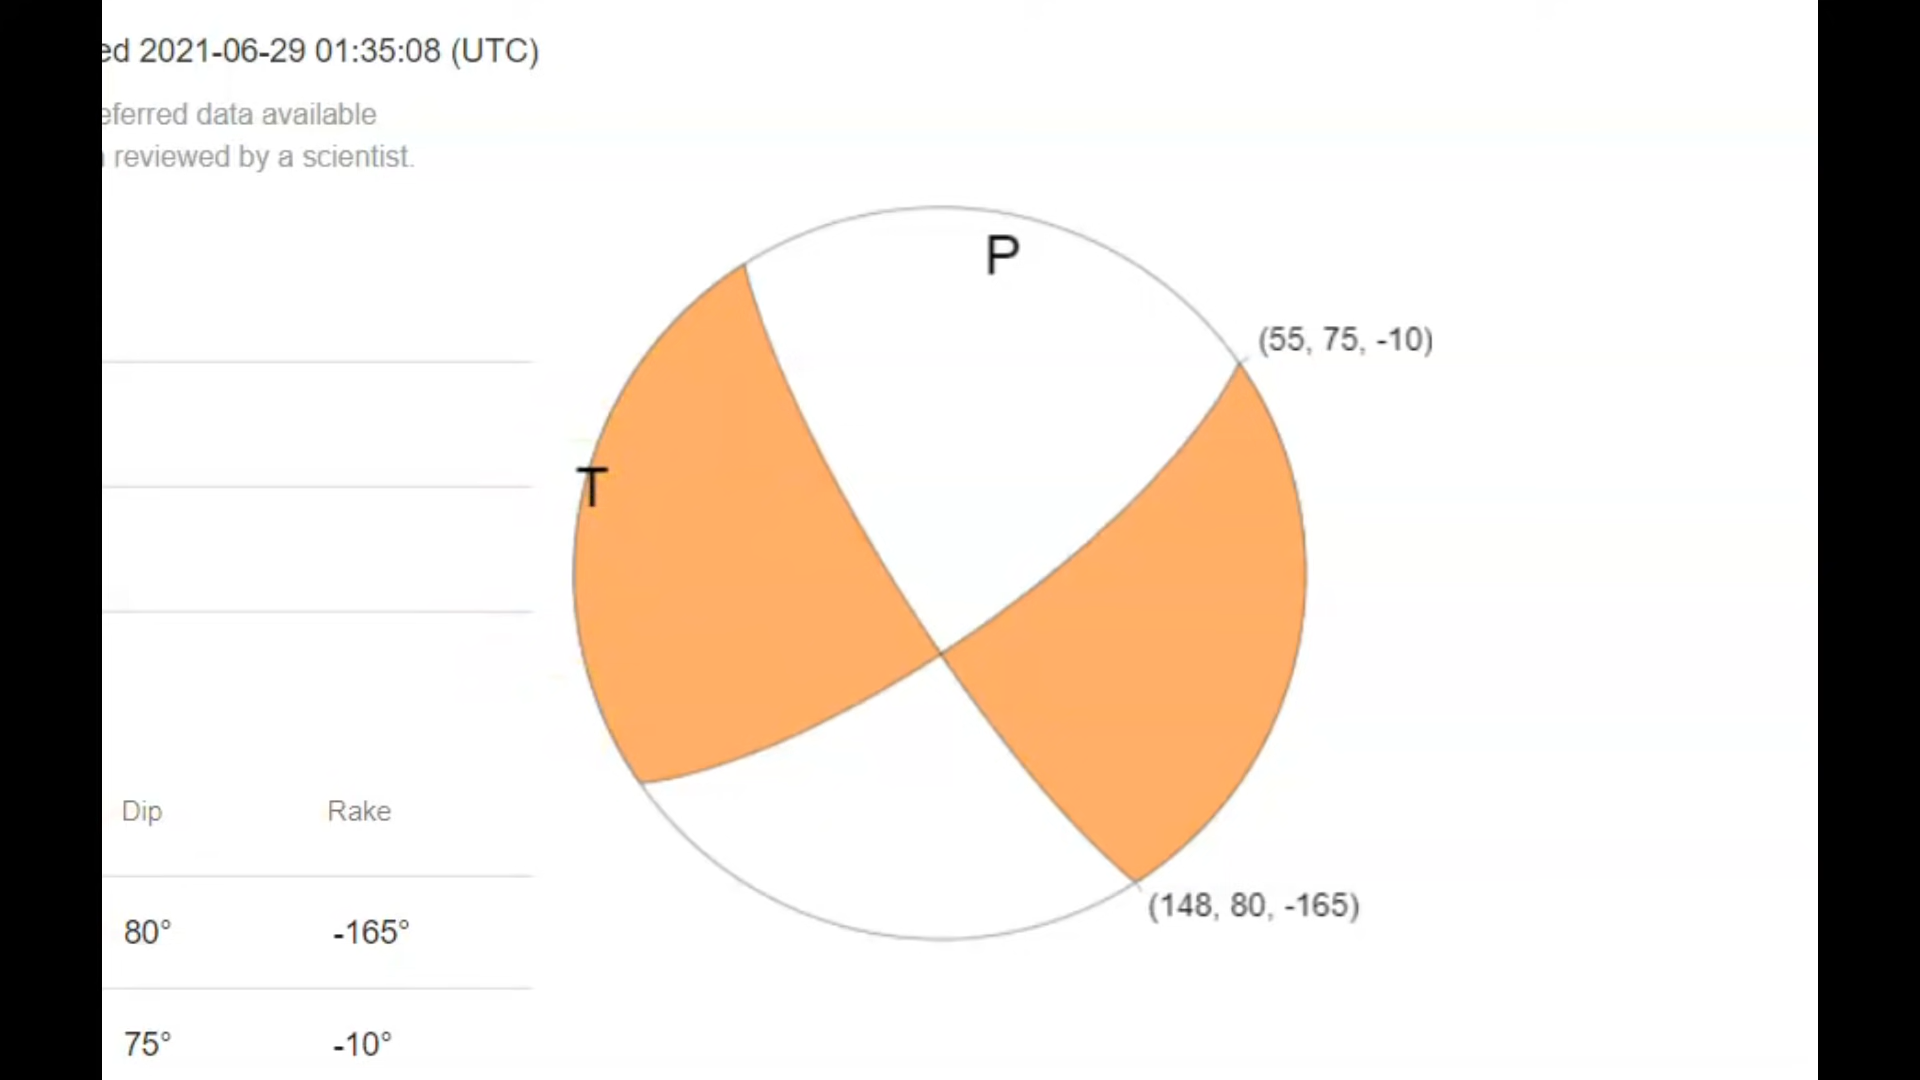 ed 2021-06-29 01:35:08 (UTC)
eferred data available
reviewed by a scientist.
P
(55, 75, -10)
T
Dip Rake
(148, 80, -165)
80° -165°
75° -10°